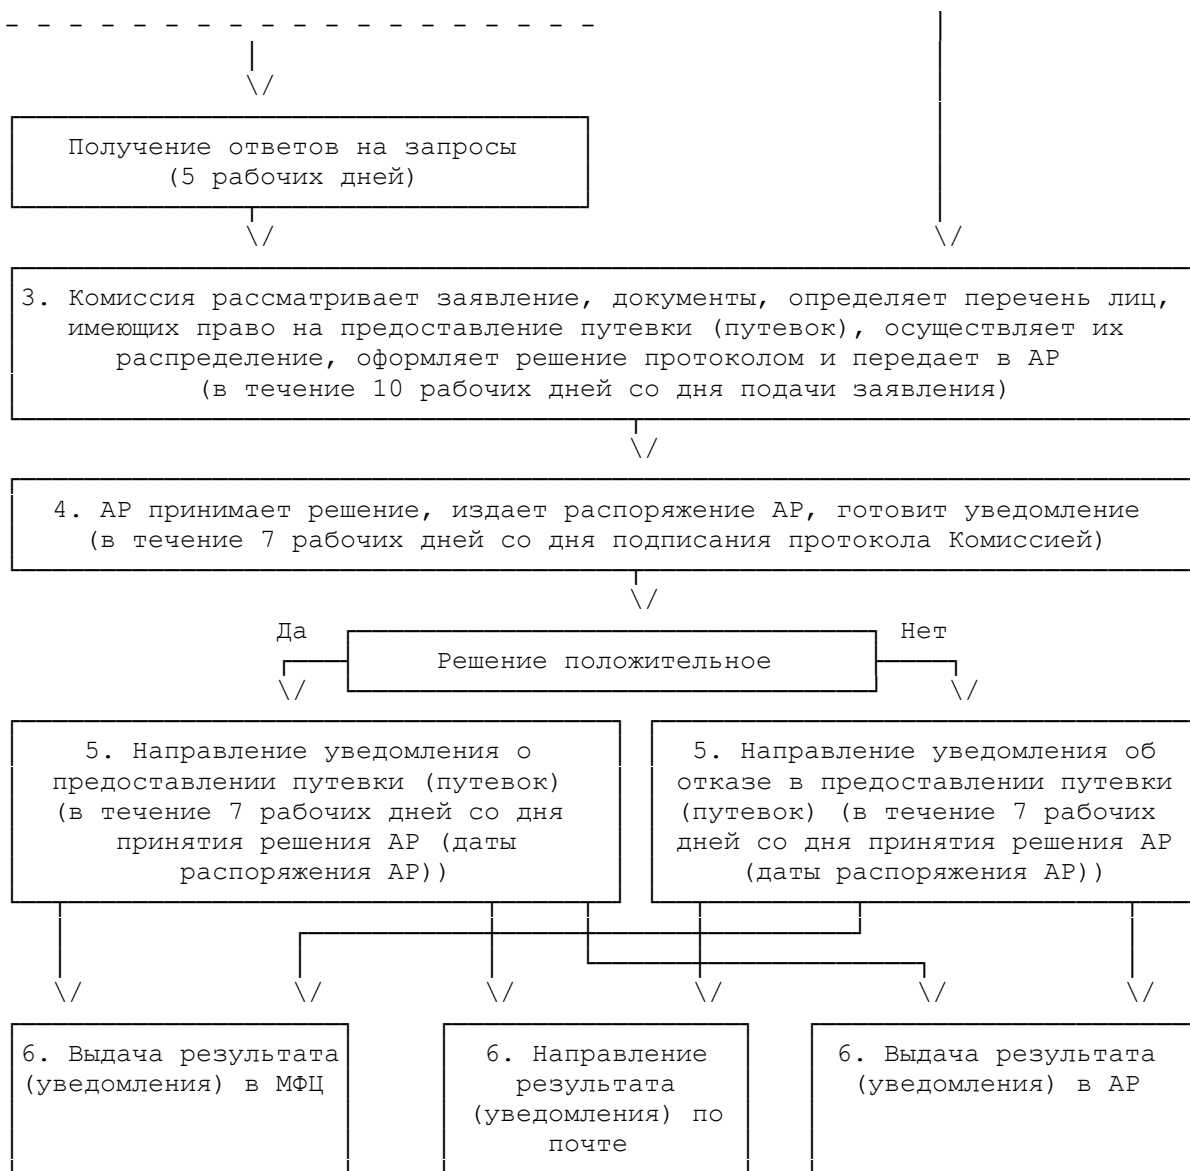 Получение ответов на запросы
(5 рабочих дней)
3. Комиссия рассматривает заявление, документы, определяет перечень лиц,
имеющих право на предоставление путевки (путевок), осуществляет их
распределение, оформляет решение протоколом и передает в АР
(в течение 10 рабочих дней со дня подачи заявления)
4. АР принимает решение, издает распоряжение АР, готовит уведомление
(в течение 7 рабочих дней со дня подписания протокола Комиссией)
Да
Нет
Решение положительное
5. Направление уведомления о
предоставлении путевки (путевок)
(в течение 7 рабочих дней со дня
принятия решения АР (даты
распоряжения АР))
5. Направление уведомления об
отказе в предоставлении путевки
(путевок) (в течение 7 рабочих
дней со дня принятия решения АР
(даты распоряжения АР))
6. Выдача результата
(уведомления) в МФЦ
6. Направление
результата
(уведомления) по
почте
6. Выдача результата
(уведомления) в АР